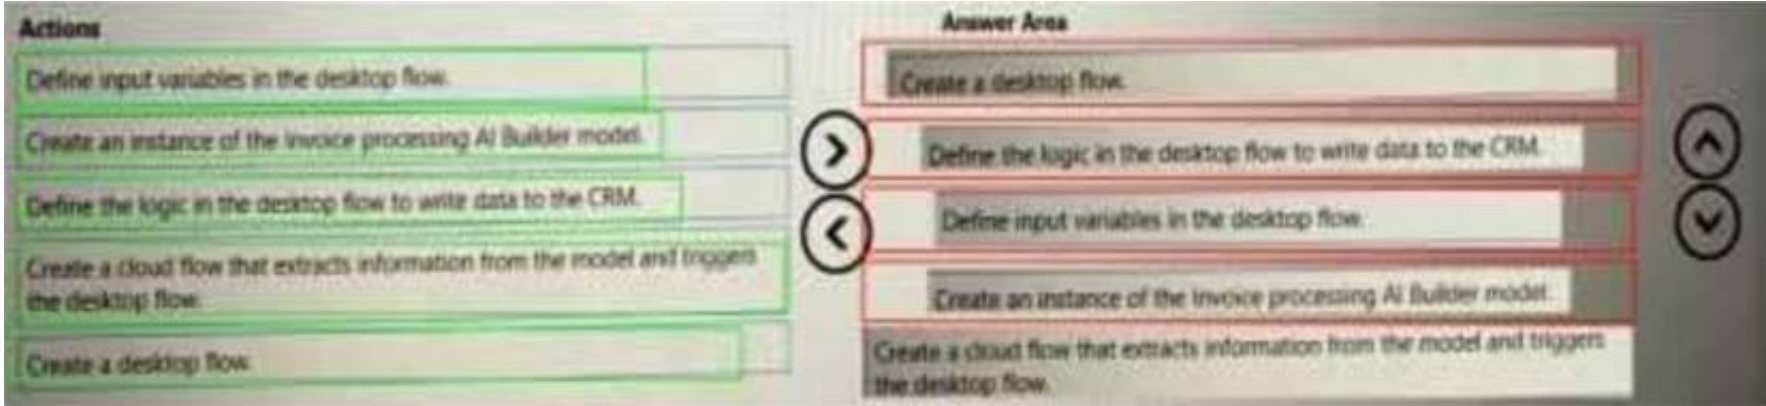 Actions
Define input variables in the desktop flow.
Create an instance of the Invoice processing AI Builder model.
Define the logic in the desktop flow to write data to the CRM.
Create a cloud flow that extracts information from the model and triggers
the desktop flow.
Create a desktop flow.
Answer Area
Create a desktop flow.
Define the logic in the desktop flow to write data to the CRM.
Define input variables in the desktop flow.
Create an instance of the Invoice processing AI Builder model.
Create a cloud flow that extracts information from the model and triggers
the desktop flow.